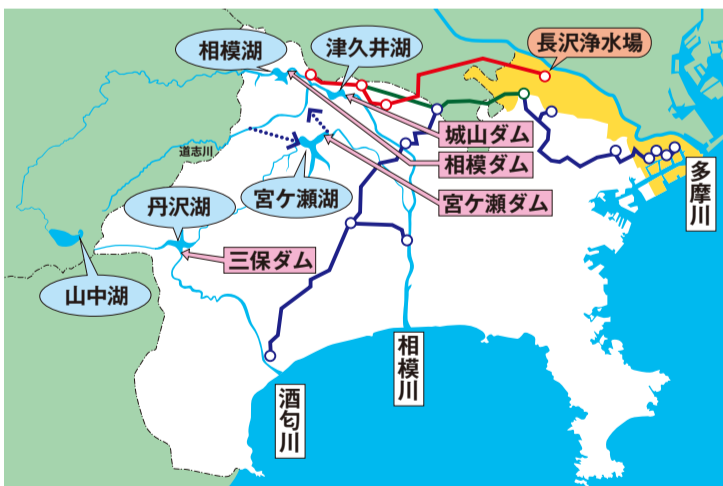 相模湖
津久井湖
長沢浄水場
城山ダム
相模ダム
宮ケ瀬ダム
道志川
宮ケ瀬湖
丹沢湖
三保ダム
山中湖
多摩川
相模川
酒匂川